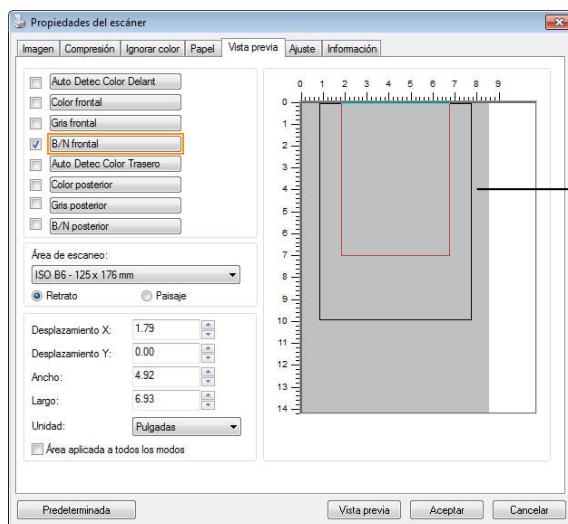 Propiedades del escáner
Imagen Compresión Ignorar color Papel Vista previa Ajuste Información
Auto Detec Color Delant
Color frontal
Gris frontal
B/N frontal
Auto Detec Color Trasero
Color posterior
Gris posterior
B/N posterior
Área de escaneo:
ISO B6 - 125 x 176 mm
Retrato Paisaje
Desplazamiento X: 1.79
Desplazamiento Y: 0.00
Ancho: 4.92
Largo: 6.93
Unidad: Pulgadas
Área aplicada a todos los modos
0 1 2 3 4 5 6 7 8 9
0
1
2
3
4
5
6
7
8
9
10
11
12
13
14
Predeterminada Vista previa Aceptar Cancelar